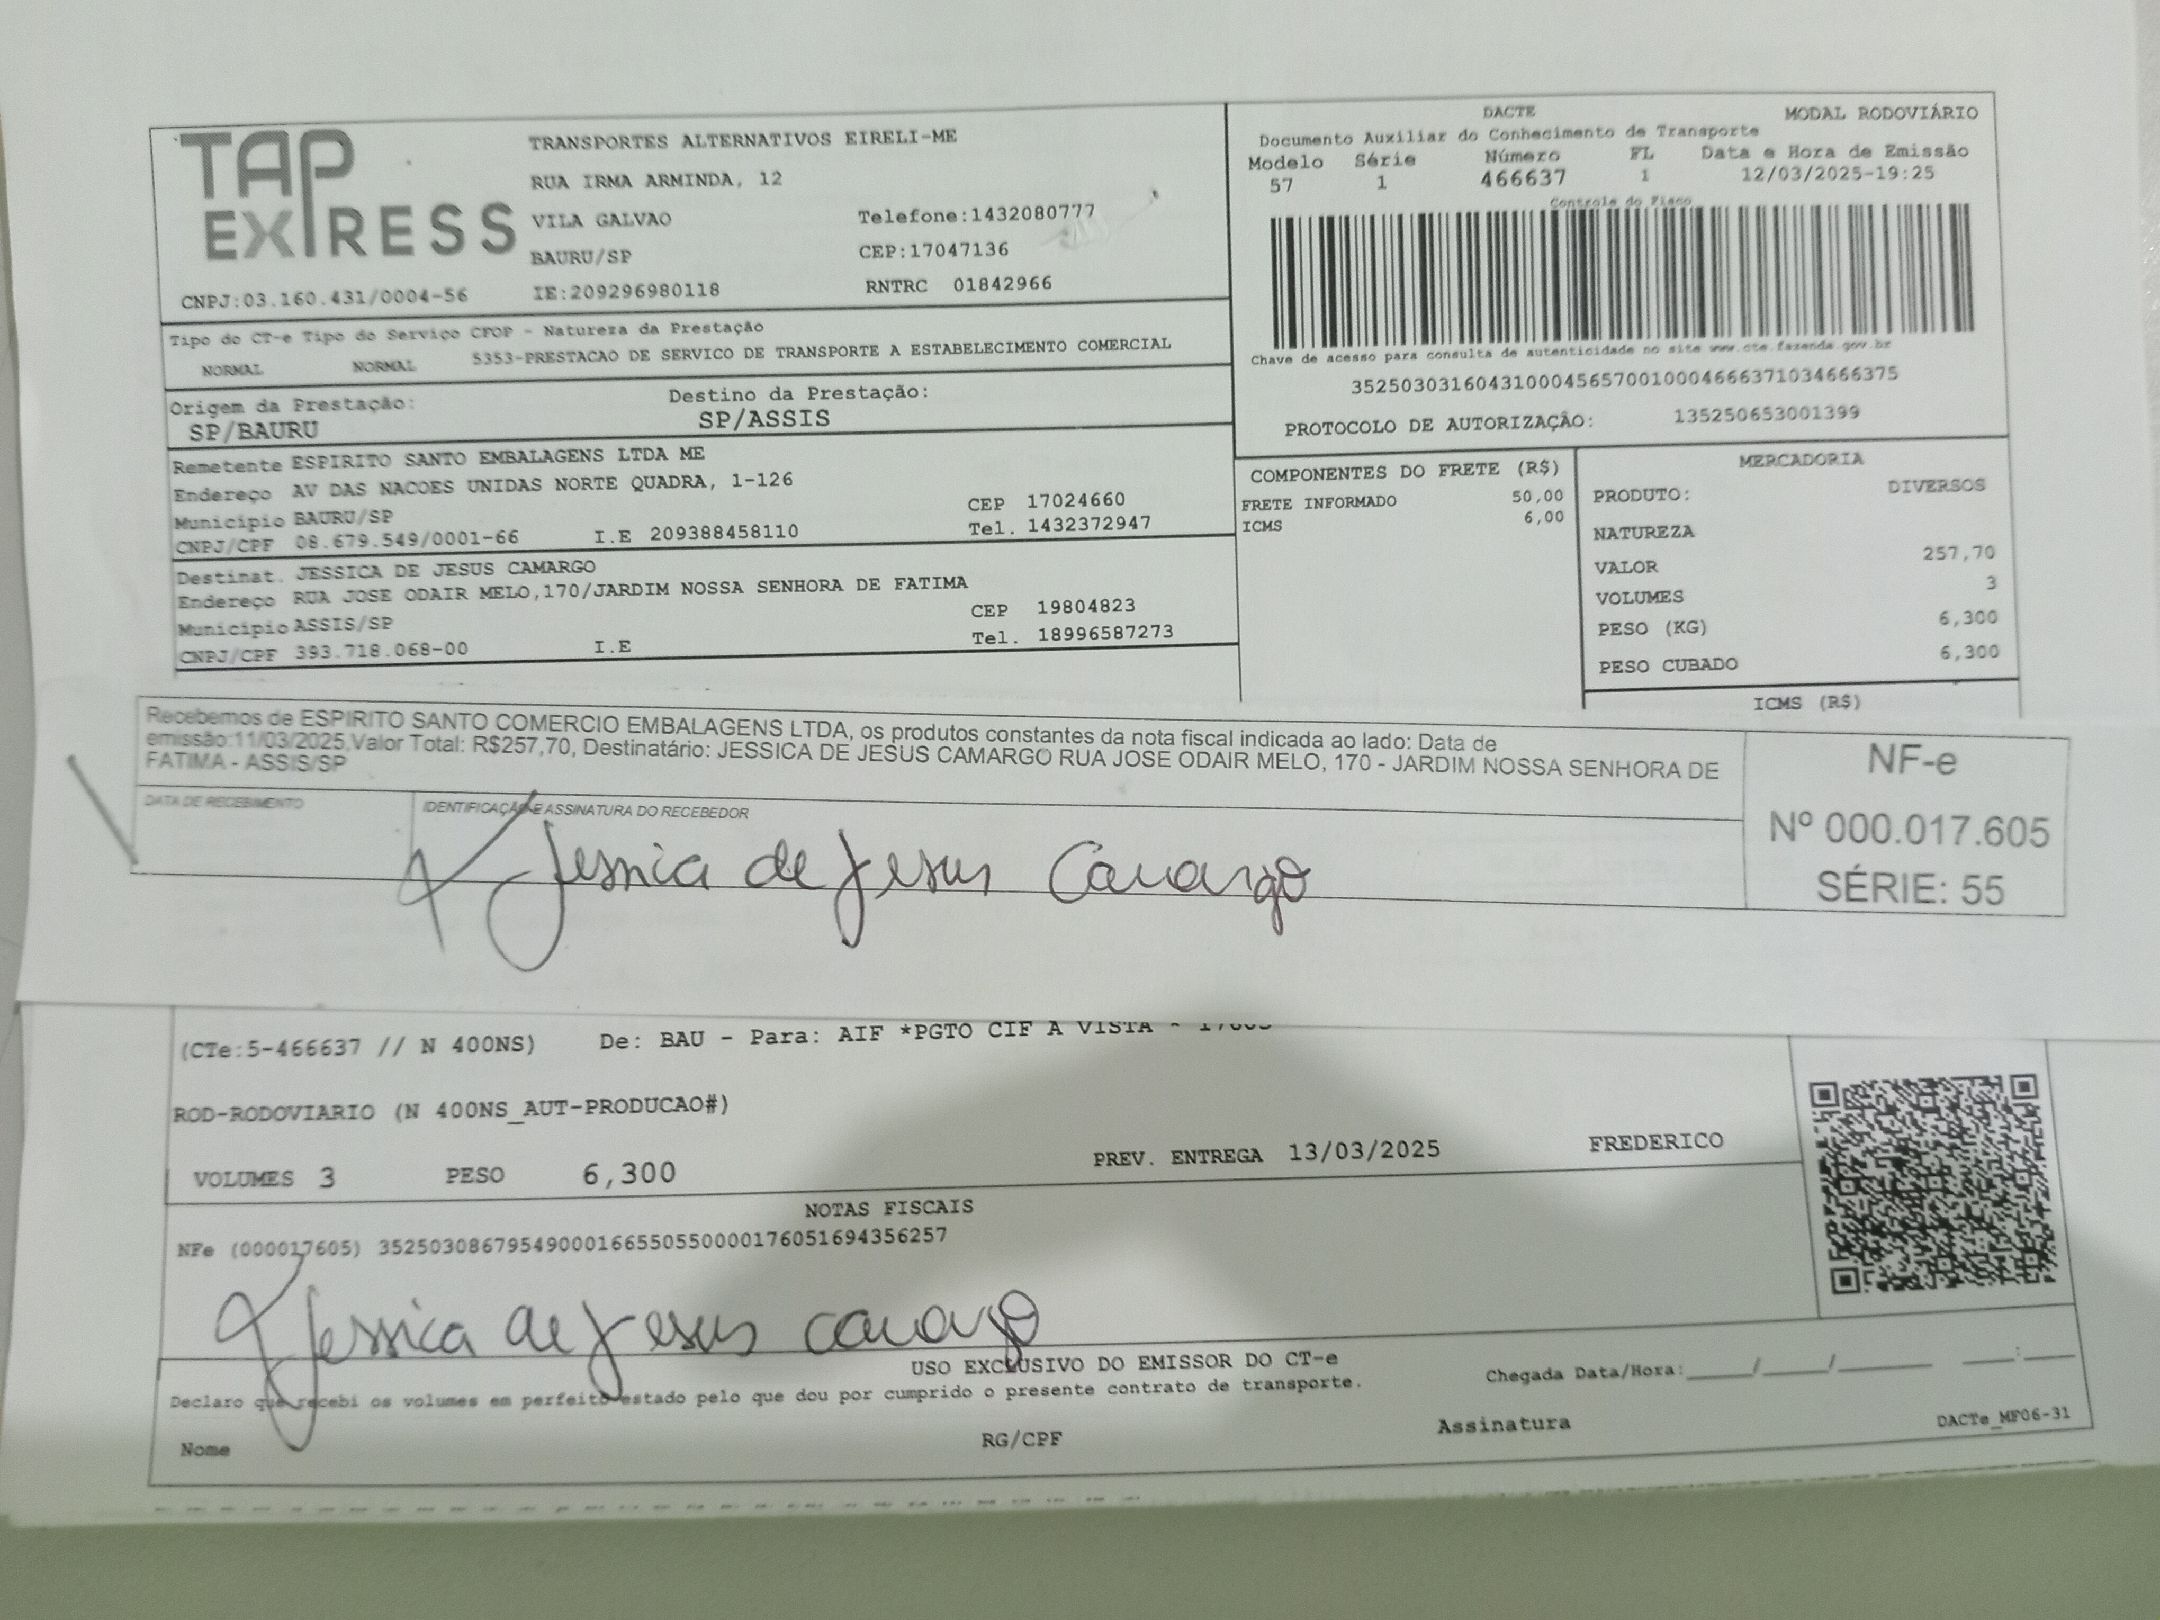 TAP
EXPRESS
TRANSPORTES ALTERNATIVOS EIRELI-ME
RUA IRMA ARMINDA, 12
VILA GALVAO Telefone:1432080777
BAURU/SP CEP:17047136
CNPJ:03.160.431/0004-56 IE:209296980118 RNTRC 01842966
DACTE MODAL RODOVIÁRIO
Documento Auxiliar do Conhecimento de Transporte
Modelo Série Número FL Data e Hora de Emissão
57 1 466637 1 12/03/2025-19:25
Controle do Fisco
Chave de acesso para consulta de autenticidade no site www.cte.fazenda.gov.br
35250303160431000456570010004666371034666375
PROTOCOLO DE AUTORIZAÇÃO: 135250653001399
Tipo do CT-e Tipo do Serviço CFOP - Natureza da Prestação
NORMAL NORMAL 5353-PRESTACAO DE SERVICO DE TRANSPORTE A ESTABELECIMENTO COMERCIAL
Origem da Prestação: Destino da Prestação:
SP/BAURU SP/ASSIS
Remetente ESPIRITO SANTO EMBALAGENS LTDA ME
Endereço AV DAS NACOES UNIDAS NORTE QUADRA, 1-126
Município BAURU/SP CEP 17024660
CNPJ/CPF 08.679.549/0001-66 I.E 209388458110 Tel. 1432372947
Destinat. JESSICA DE JESUS CAMARGO
Endereço RUA JOSE ODAIR MELO,170/JARDIM NOSSA SENHORA DE FATIMA
Município ASSIS/SP CEP 19804823
CNPJ/CPF 393.718.068-00 I.E Tel. 18996587273
COMPONENTES DO FRETE (R$)
FRETE INFORMADO 50,00
ICMS 6,00
MERCADORIA
PRODUTO: DIVERSOS
NATUREZA
VALOR 257,70
VOLUMES 3
PESO (KG) 6,300
PESO CUBADO 6,300
ICMS (R$)
Recebemos de ESPIRITO SANTO COMERCIO EMBALAGENS LTDA, os produtos constantes da nota fiscal indicada ao lado: Data de
emissão:11/03/2025,Valor Total: R$257,70, Destinatário: JESSICA DE JESUS CAMARGO RUA JOSE ODAIR MELO, 170 - JARDIM NOSSA SENHORA DE
FATIMA - ASSIS/SP
DATA DE RECEBIMENTO IDENTIFICAÇÃO E ASSINATURA DO RECEBEDOR
Jessica de Jesus Camargo
NF-e
Nº 000.017.605
SÉRIE: 55
(CTe:5-466637 // N 400NS) De: BAU - Para: AIF *PGTO CIF A VISTA - 17605
ROD-RODOVIARIO (N 400NS_AUT-PRODUCAO#)
VOLUMES 3 PESO 6,300 PREV. ENTREGA 13/03/2025 FREDERICO
NOTAS FISCAIS
NFe (000017605) 35250308679549000166550550000176051694356257
Jessica de Jesus Camargo
USO EXCLUSIVO DO EMISSOR DO CT-e
Declaro que recebi os volumes em perfeito estado pelo que dou por cumprido o presente contrato de transporte.
Chegada Data/Hora:_____/_____/_______ ____:____
Nome RG/CPF Assinatura DACTe_MF06-31